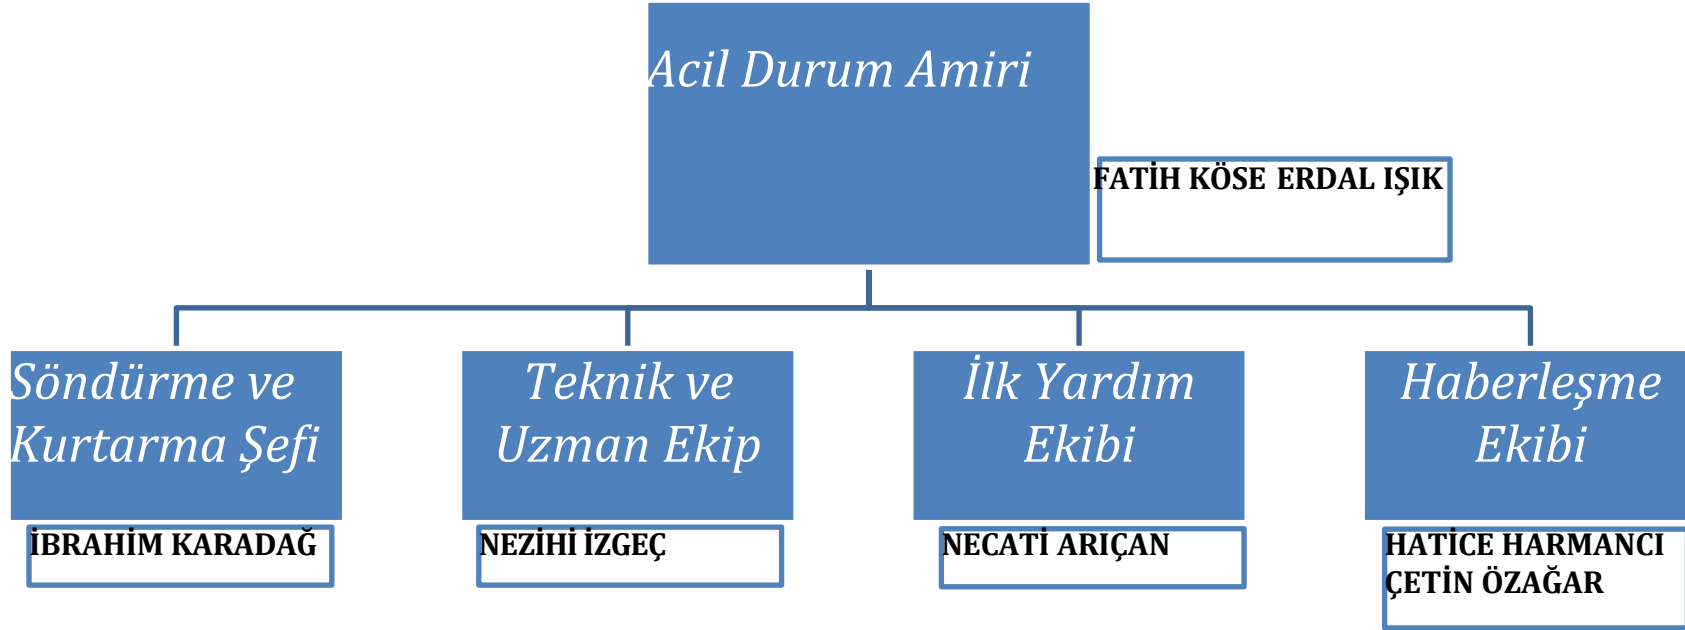 Acil Durum Amiri
FATİH KÖSE ERDAL IŞIK
Söndürme ve
Kurtarma Şefi
İBRAHİM KARADAĞ
Teknik ve
Uzman Ekip
NEZİHİ İZGEÇ
İlk Yardım
Ekibi
NECATİ ARIÇAN
Haberleşme
Ekibi
HATİCE HARMANCI
ÇETİN ÖZAĞAR